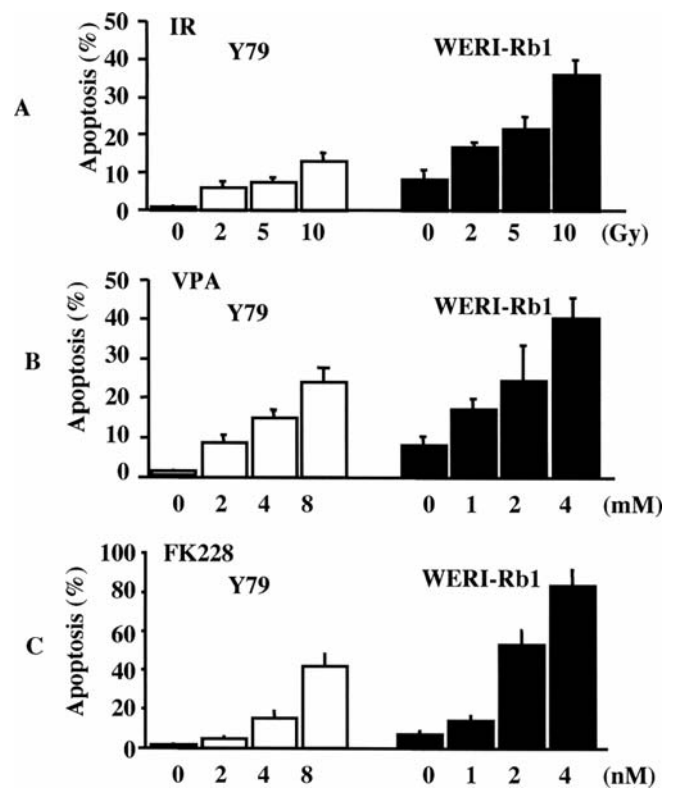 A
Apoptosis (%)
IR
Y79
WERI-Rb1
50
40
30
20
10
0
0 2 5 10 0 2 5 10 (Gy)
B
Apoptosis (%)
VPA
Y79
WERI-Rb1
50
40
30
20
10
0
0 2 4 8 0 1 2 4 (mM)
C
Apoptosis (%)
FK228
Y79
WERI-Rb1
100
80
60
40
20
0
0 2 4 8 0 1 2 4 (nM)